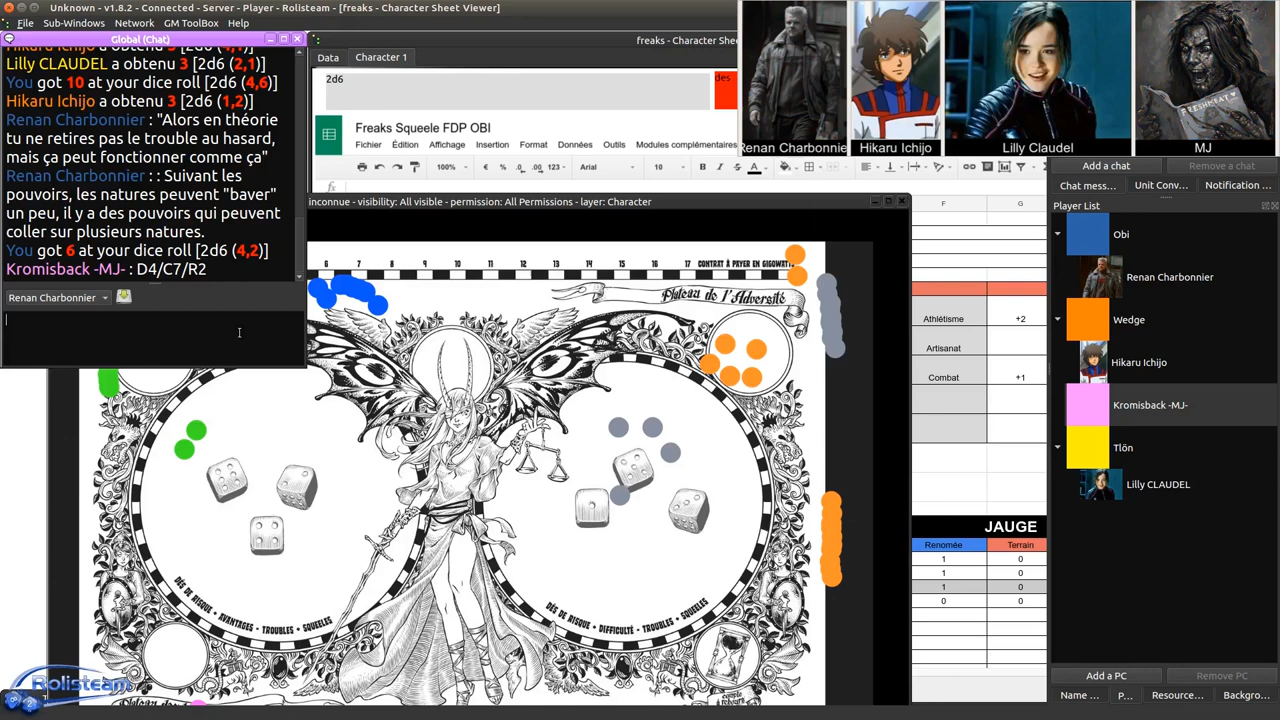 Unknown - v1.8.2 - Connected - Server - Player - Rolisteam - [freaks - Character Sheet Viewer]
File Sub-Windows Network GM ToolBox Help
Global (Chat)
Hikaru Ichijo a obtenu 5 [2d6 (4,1)]
Lilly CLAUDEL a obtenu 3 [2d6 (2,1)]
You got 10 at your dice roll [2d6 (4,6)]
Hikaru Ichijo a obtenu 3 [2d6 (1,2)]
Renan Charbonnier : "Alors en théorie
tu ne retires pas le trouble au hasard,
mais ça peut fonctionner comme ça"
Renan Charbonnier : : Suivant les
pouvoirs, les natures peuvent "baver"
un peu, il y a des pouvoirs qui peuvent
coller sur plusieurs natures.
You got 6 at your dice roll [2d6 (4,2)]
Kromisback -MJ- : D4/C7/R2
Renan Charbonnier
freaks - Character Shee
Data Character 1
2d6
des
Freaks Squeele FDP OBI
Fichier Édition Affichage Insertion Format Données Outils Modules complémentaires
100% € % .0 .00 123 Arial 10 A
fx
inconnue - visibility: All visible - permission: All Permissions - layer: Character
6 7 8 9 10 11 12 13 14 15 16 17 CONTRAT À PAYER EN GIGOWATTS
Plateau de l'Adversité
DÉS DE RISQUE • AVANTAGES - TROUBLES • SQUEELES
DÉS DE RISQUE • DIFFICULTÉ - TROUBLES • SQUEELES
Rolisteam
F G
Athlétisme +2
Artisanat
Combat +1
JAUGE
Renomée Terrain
1 0
1 0
1 0
0 0
Renan Charbonnier
Hikaru Ichijo
Lilly Claudel
MJ
FRESHMEAT
Add a chat Remove a chat
Chat mess... Unit Conv... Notification ...
Player List
Obi
Renan Charbonnier
Wedge
Hikaru Ichijo
Kromisback -MJ-
Tlön
Lilly CLAUDEL
Add a PC Remove PC
Name ... P... Resource... Backgro...